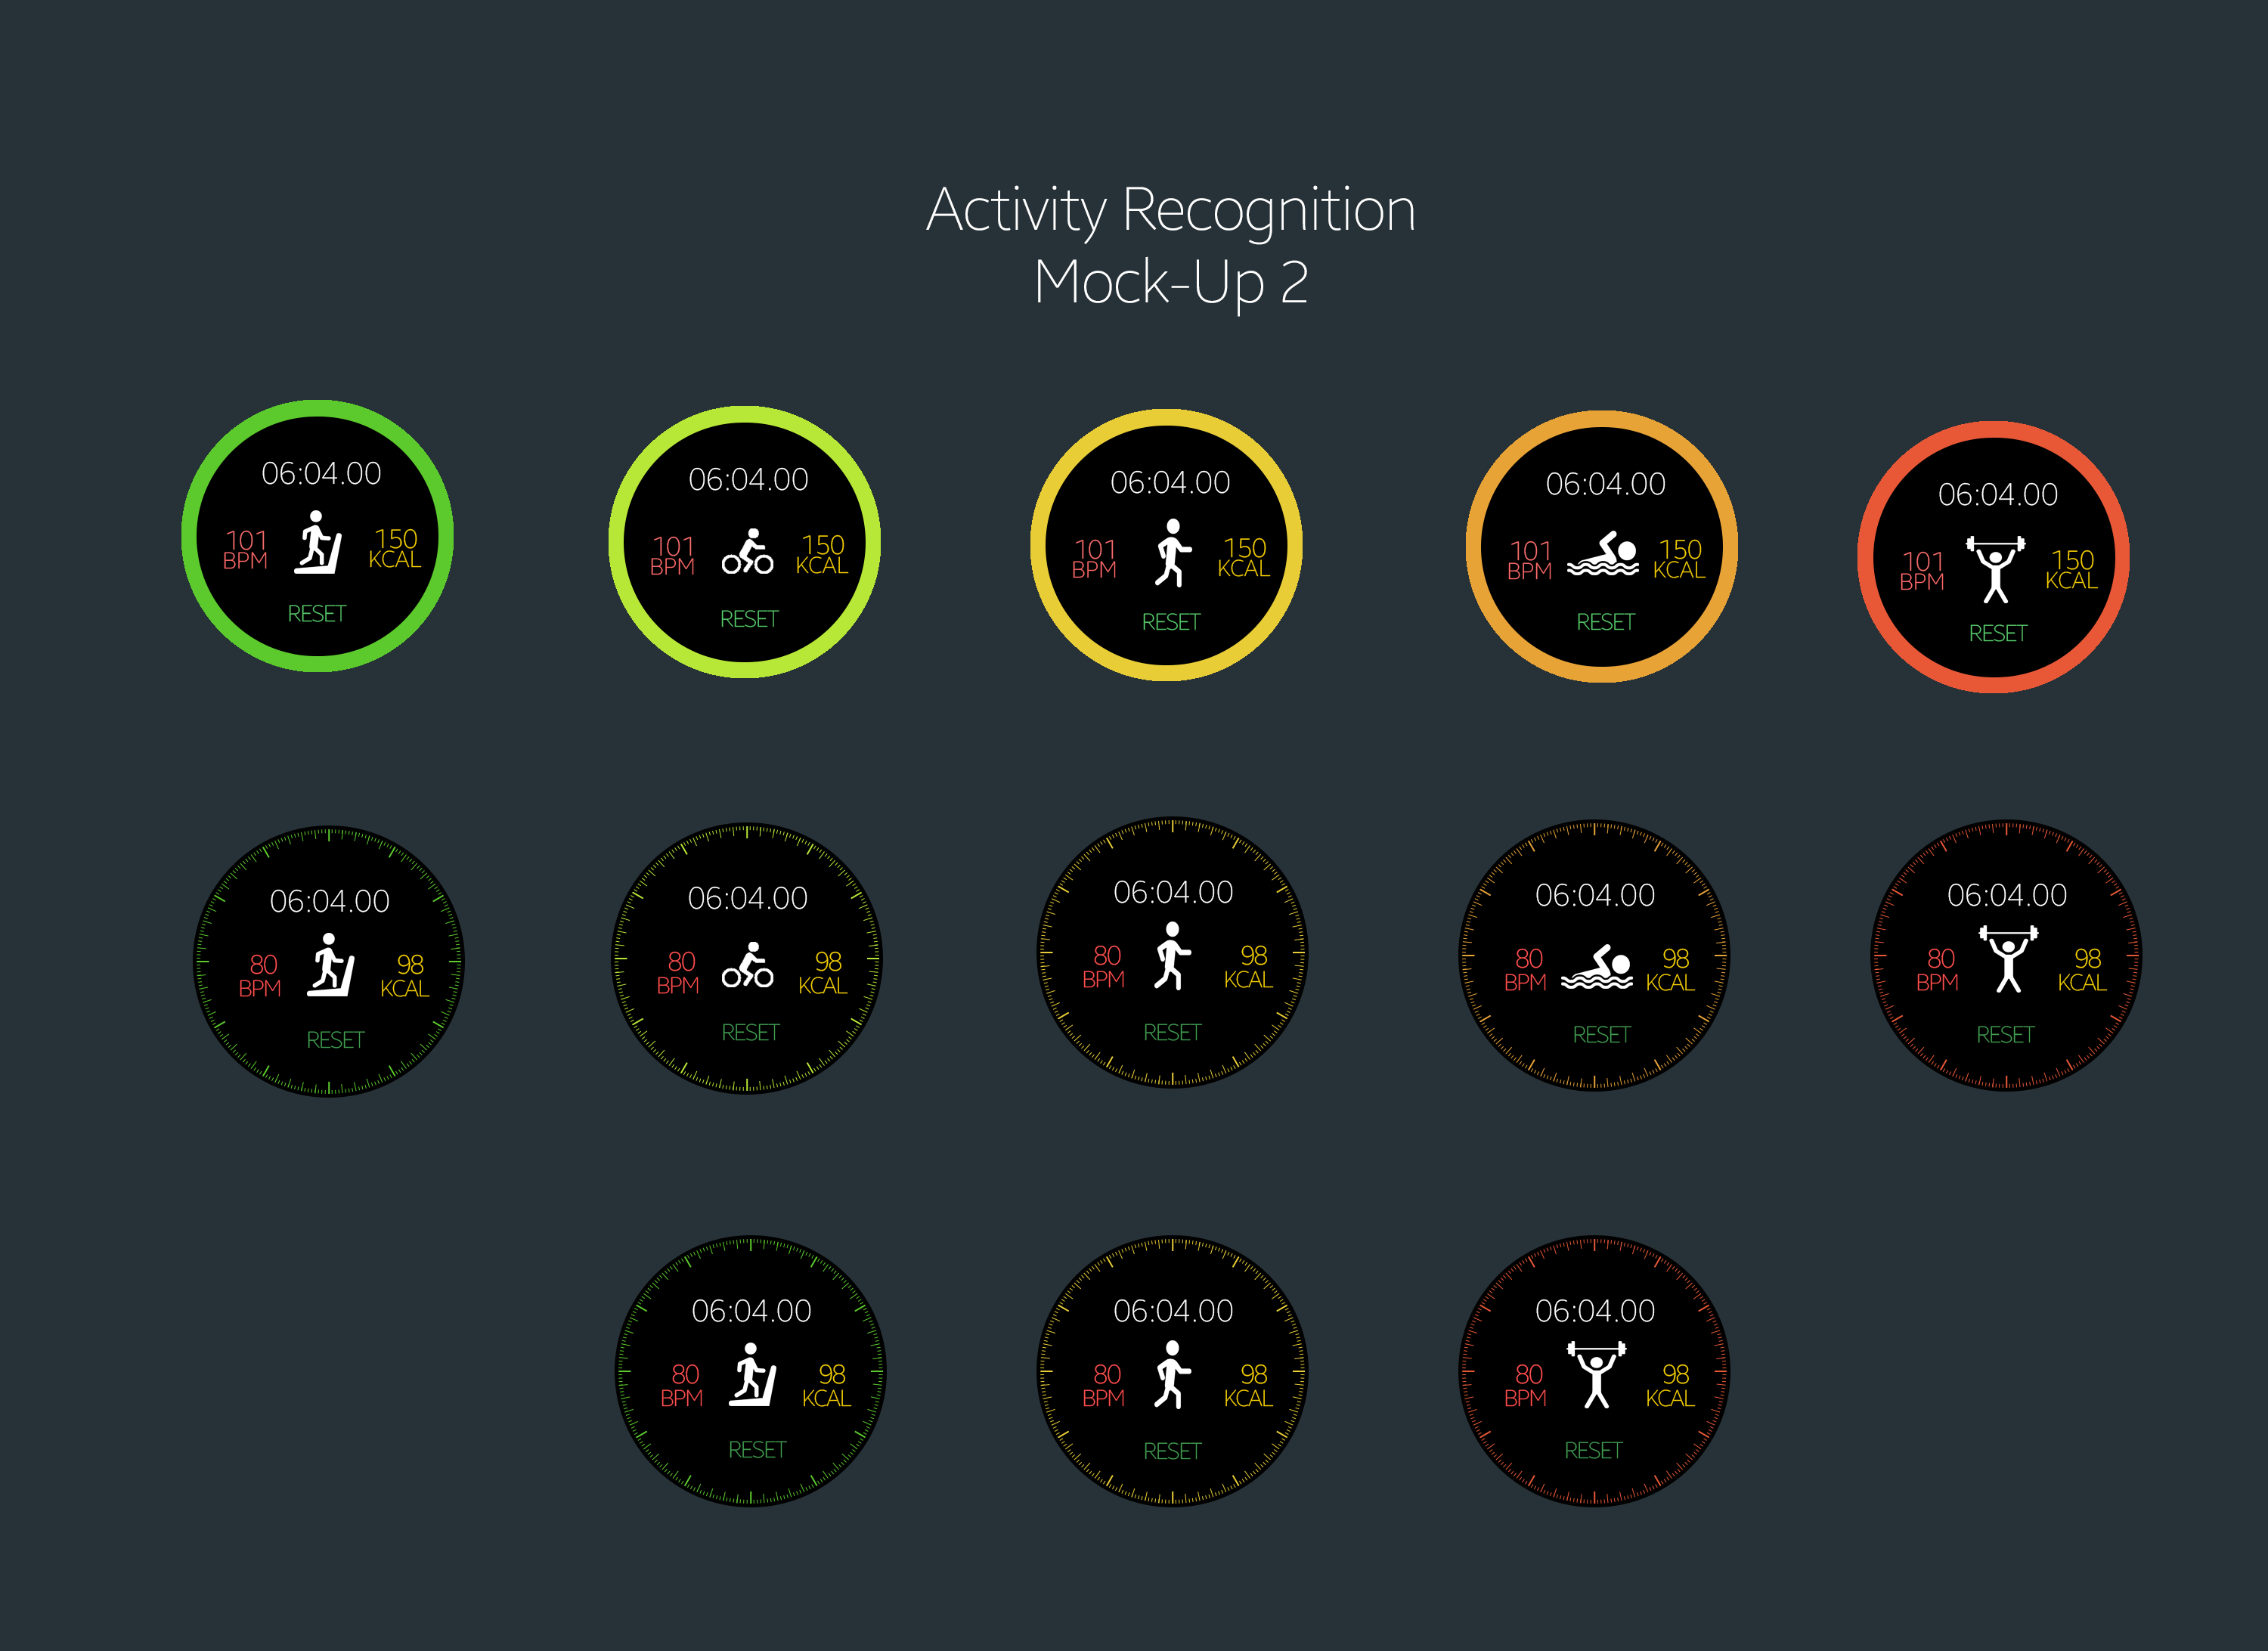 Activity Recognition
Mock-Up 2
06:04.00
101
BPM
150
KCAL
RESET
06:04.00
101
BPM
150
KCAL
RESET
06:04.00
101
BPM
150
KCAL
RESET
06:04.00
101
BPM
150
KCAL
RESET
06:04.00
101
BPM
150
KCAL
RESET
06:04.00
80
BPM
98
KCAL
RESET
06:04.00
80
BPM
98
KCAL
RESET
06:04.00
80
BPM
98
KCAL
RESET
06:04.00
80
BPM
98
KCAL
RESET
06:04.00
80
BPM
98
KCAL
RESET
06:04.00
80
BPM
98
KCAL
RESET
06:04.00
80
BPM
98
KCAL
RESET
06:04.00
80
BPM
98
KCAL
RESET